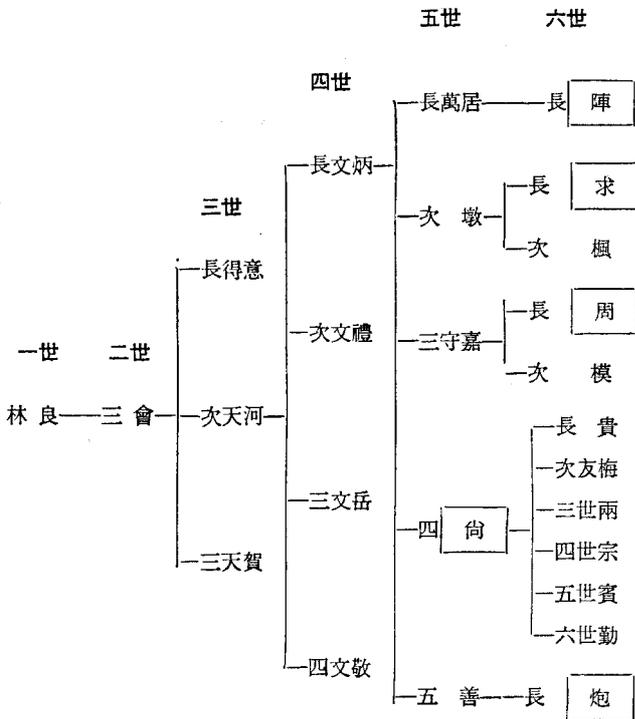 五世 六世
四世
長萬居 長 陣
長文炳
長 求
三世
次 墩
次 楓
長得意
長 周
次文禮
三守嘉
一世 二世
次 模
林良 三會 次天河
長 貴
次友梅
三文岳
三世兩
四 尙
四世宗
三天賀
五世賓
六世勤
四文敬
五 善 長 炮